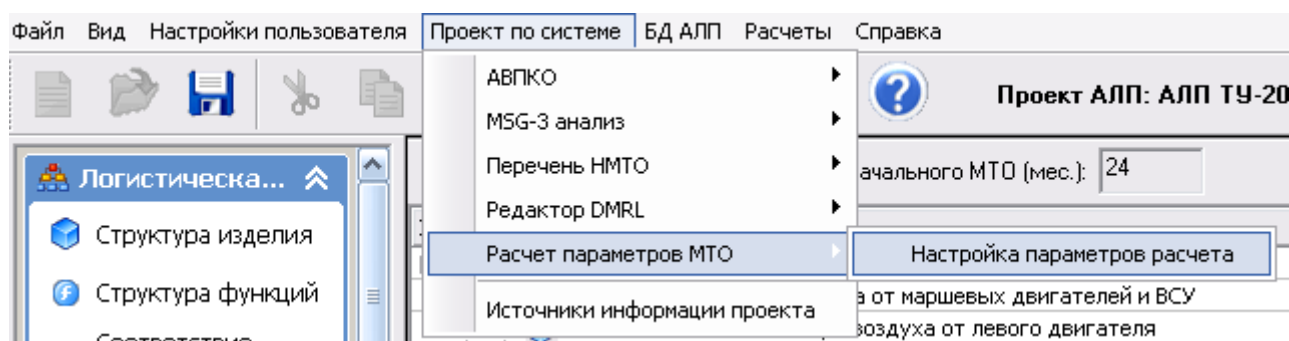 Файл Вид Настройки пользователя Проект по системе БД АЛП Расчеты Справка
Проект АЛП: АЛП ТУ-20
АВПКО
MSG-3 анализ
Перечень НМТО
Редактор DMRL
Расчет параметров МТО
Настройка параметров расчета
Источники информации проекта
ачального МТО (мес.): 24
Логистическа...
Структура изделия
Структура функций
а от маршевых двигателей и ВСУ
воздуха от левого двигателя